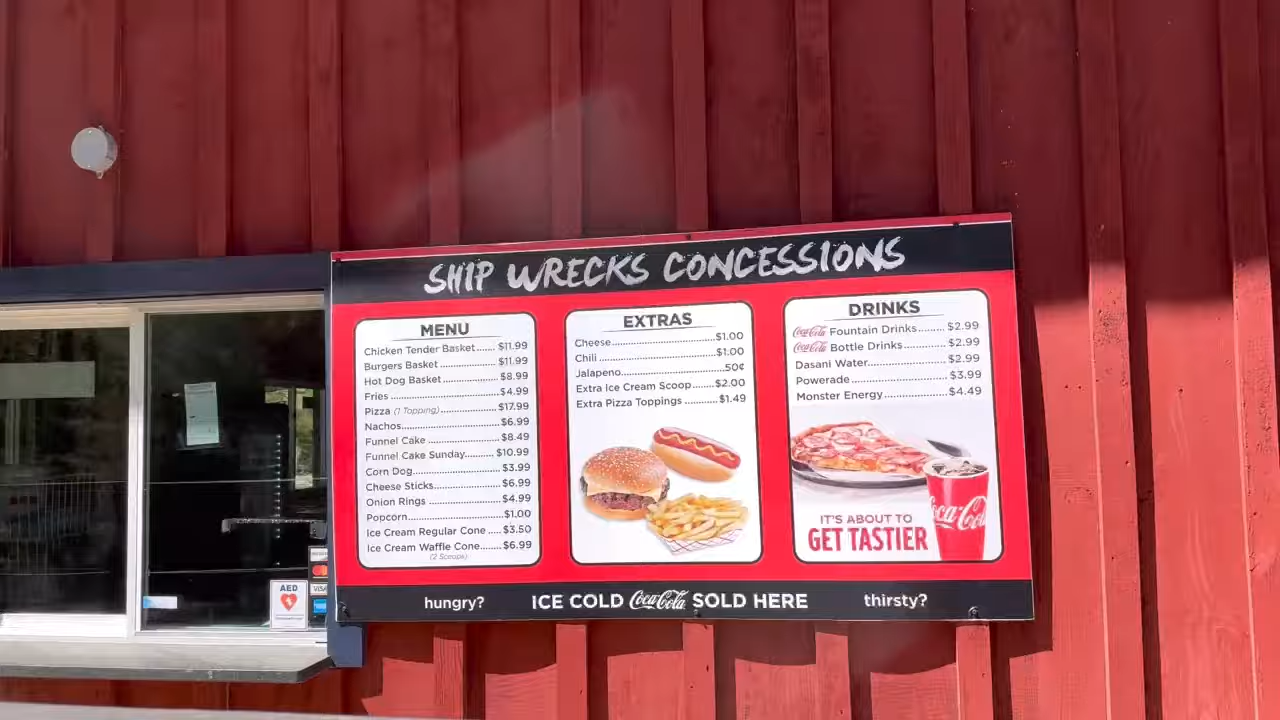 SHIP WRECKS CONCESSIONS
MENU
Chicken Tender Basket ...... $11.99
Burgers Basket ...... $11.99
Hot Dog Basket ...... $8.99
Fries ...... $4.99
Pizza (1 Topping) ...... $17.99
Nachos ...... $6.99
Funnel Cake ...... $8.49
Funnel Cake Sunday ...... $10.99
Corn Dog ...... $3.99
Cheese Sticks ...... $6.99
Onion Rings ...... $4.99
Popcorn ...... $1.00
Ice Cream Regular Cone ...... $3.50
Ice Cream Waffle Cone ...... $6.99
(2 Scoops)
EXTRAS
Cheese ...... $1.00
Chili ...... $1.00
Jalapeno ...... 50¢
Extra Ice Cream Scoop ...... $2.00
Extra Pizza Toppings ...... $1.49
DRINKS
Coca-Cola Fountain Drinks ...... $2.99
Coca-Cola Bottle Drinks ...... $2.99
Dasani Water ...... $2.99
Powerade ...... $3.99
Monster Energy ...... $4.49
IT'S ABOUT TO
GET TASTIER
Coca-Cola
hungry? ICE COLD Coca-Cola SOLD HERE thirsty?
AED
VISA